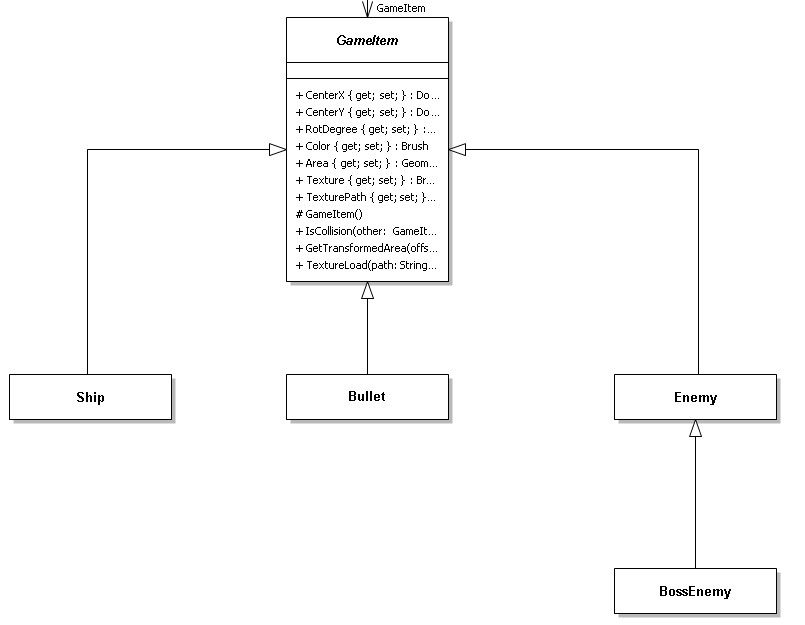 GameItem
GameItem
+ CenterX { get; set; } : Do...
+ CenterY { get; set; } : Do...
+ RotDegree { get; set; } :...
+ Color { get; set; } : Brush
+ Area { get; set; } : Geom...
+ Texture { get; set; } : Br...
+ TexturePath { get; set; }...
# GameItem()
+ IsCollision(other: GameIt...
+ GetTransformedArea(offs...
+ TextureLoad(path: String...
Ship
Bullet
Enemy
BossEnemy